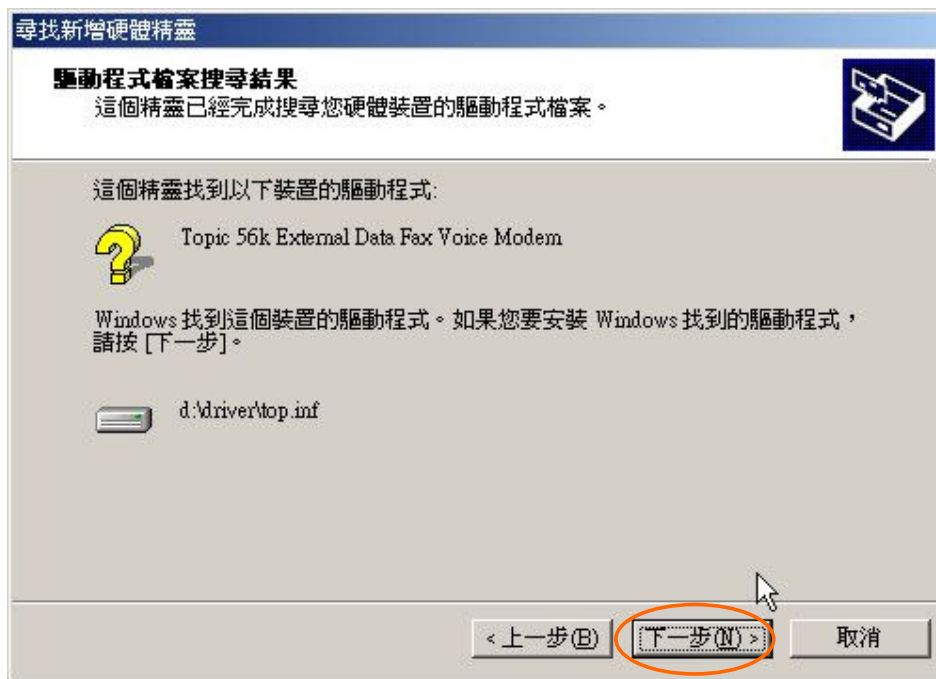 尋找新增硬體精靈
驅動程式檔案搜尋結果
這個精靈已經完成搜尋您硬體裝置的驅動程式檔案。
這個精靈找到以下裝置的驅動程式:
Topic 56k External Data Fax Voice Modem
Windows 找到這個裝置的驅動程式。如果您要安裝 Windows 找到的驅動程式，
請按 [下一步]。
d:\driver\top.inf
< 上一步(B)
下一步(N) >
取消